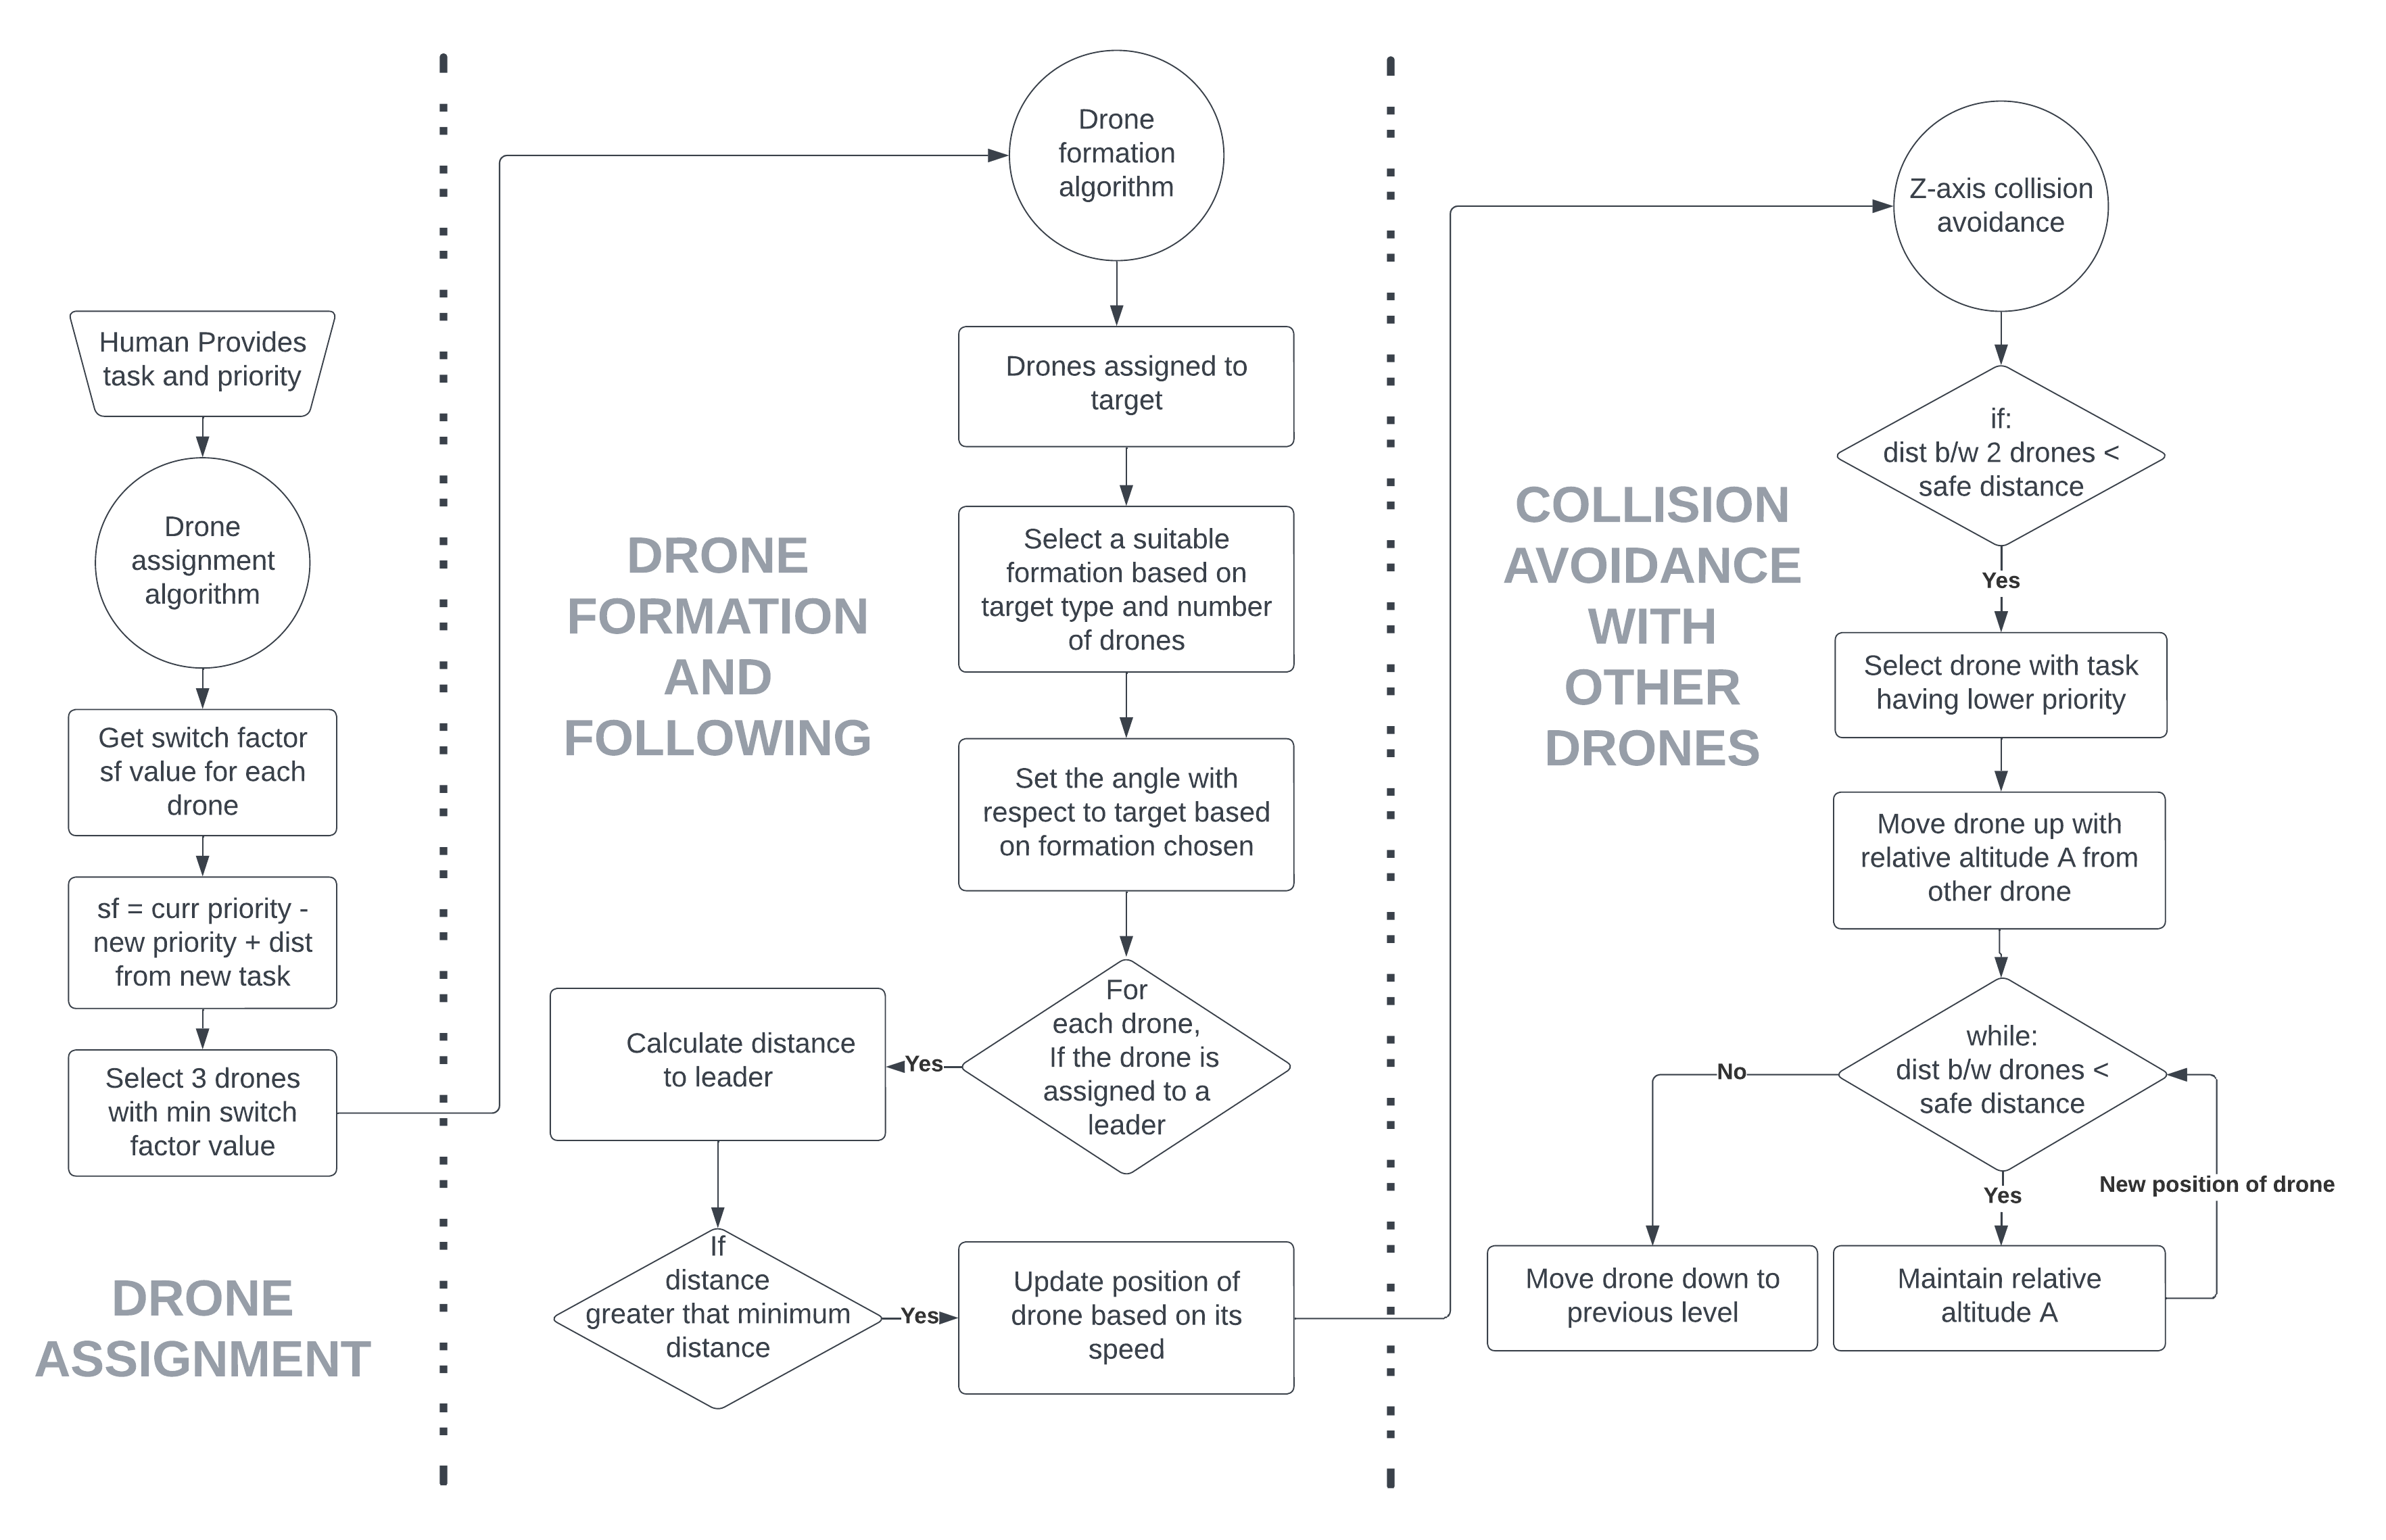 Human Provides
task and priority
Drone
assignment
algorithm
Get switch factor
sf value for each
drone
sf = curr priority -
new priority + dist
from new task
Select 3 drones
with min switch
factor value
DRONE
ASSIGNMENT
Drone
formation
algorithm
Drones assigned to
target
Select a suitable
formation based on
target type and number
of drones
Set the angle with
respect to target based
on formation chosen
For
each drone,
If the drone is
assigned to a
leader
Yes
Calculate distance
to leader
If
distance
greater that minimum
distance
Yes
Update position of
drone based on its
speed
DRONE
FORMATION
AND
FOLLOWING
Z-axis collision
avoidance
if:
dist b/w 2 drones <
safe distance
Yes
Select drone with task
having lower priority
Move drone up with
relative altitude A from
other drone
while:
dist b/w drones <
safe distance
No
Yes
New position of drone
Move drone down to
previous level
Maintain relative
altitude A
COLLISION
AVOIDANCE
WITH
OTHER
DRONES